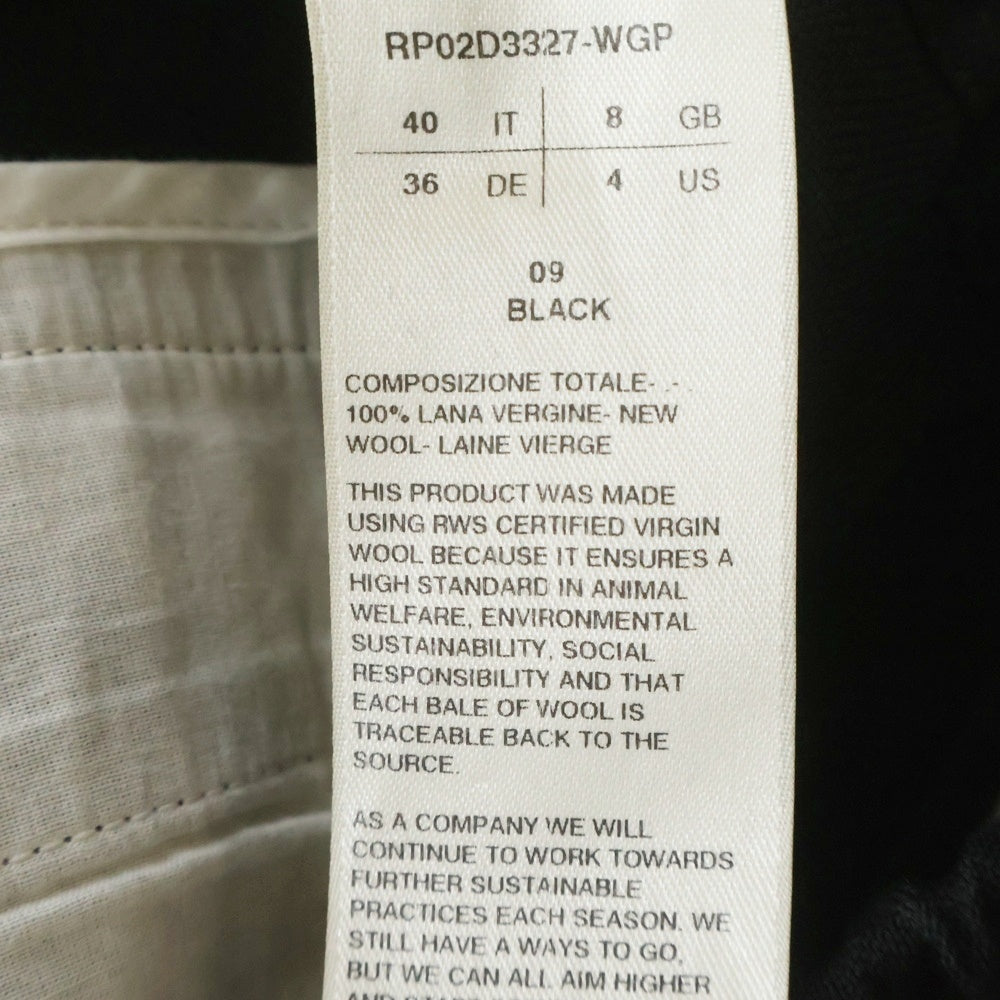 RP02D3327-WGP
40 IT 8 GB
36 DE 4 US
09
BLACK
COMPOSIZIONE TOTALE- .- .
100% LANA VERGINE- NEW
WOOL- LAINE VIERGE
THIS PRODUCT WAS MADE
USING RWS CERTIFIED VIRGIN
WOOL BECAUSE IT ENSURES A
HIGH STANDARD IN ANIMAL
WELFARE, ENVIRONMENTAL
SUSTAINABILITY, SOCIAL
RESPONSIBILITY AND THAT
EACH BALE OF WOOL IS
TRACEABLE BACK TO THE
SOURCE.
AS A COMPANY WE WILL
CONTINUE TO WORK TOWARDS
FURTHER SUSTAINABLE
PRACTICES EACH SEASON. WE
STILL HAVE A WAYS TO GO,
BUT WE CAN ALL AIM HIGHER